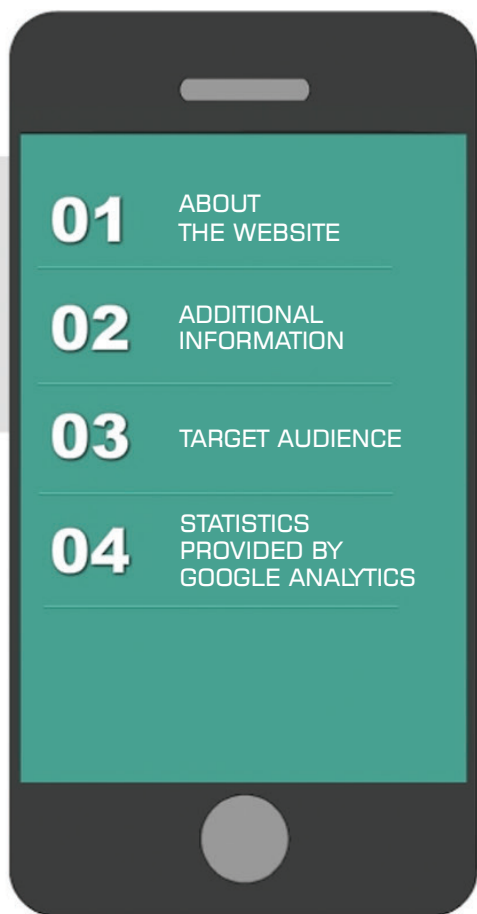 01 ABOUT
THE WEBSITE
02 ADDITIONAL
INFORMATION
03 TARGET AUDIENCE
04 STATISTICS
PROVIDED BY
GOOGLE ANALYTICS